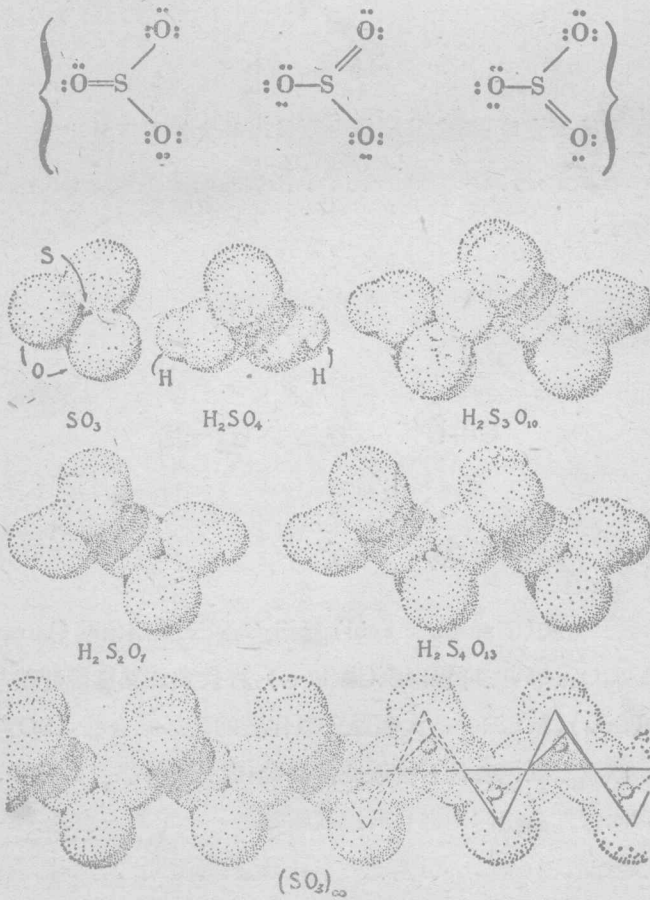 O O O
O=S O–S O–S
O O O
S
O
H H
SO₃ H₂SO₄ H₂S₃O₁₀
H₂S₂O₇ H₂S₄O₁₃
(SO₃)∞